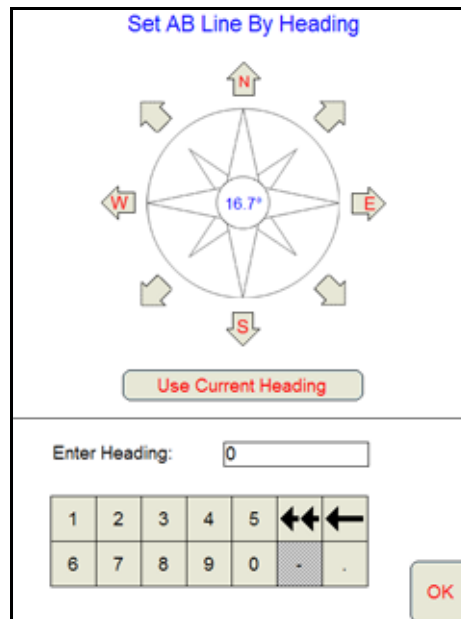 Set AB Line By Heading
N
W
16.7°
E
S
Use Current Heading
Enter Heading: 0
1 2 3 4 5
6 7 8 9 0 - .
OK